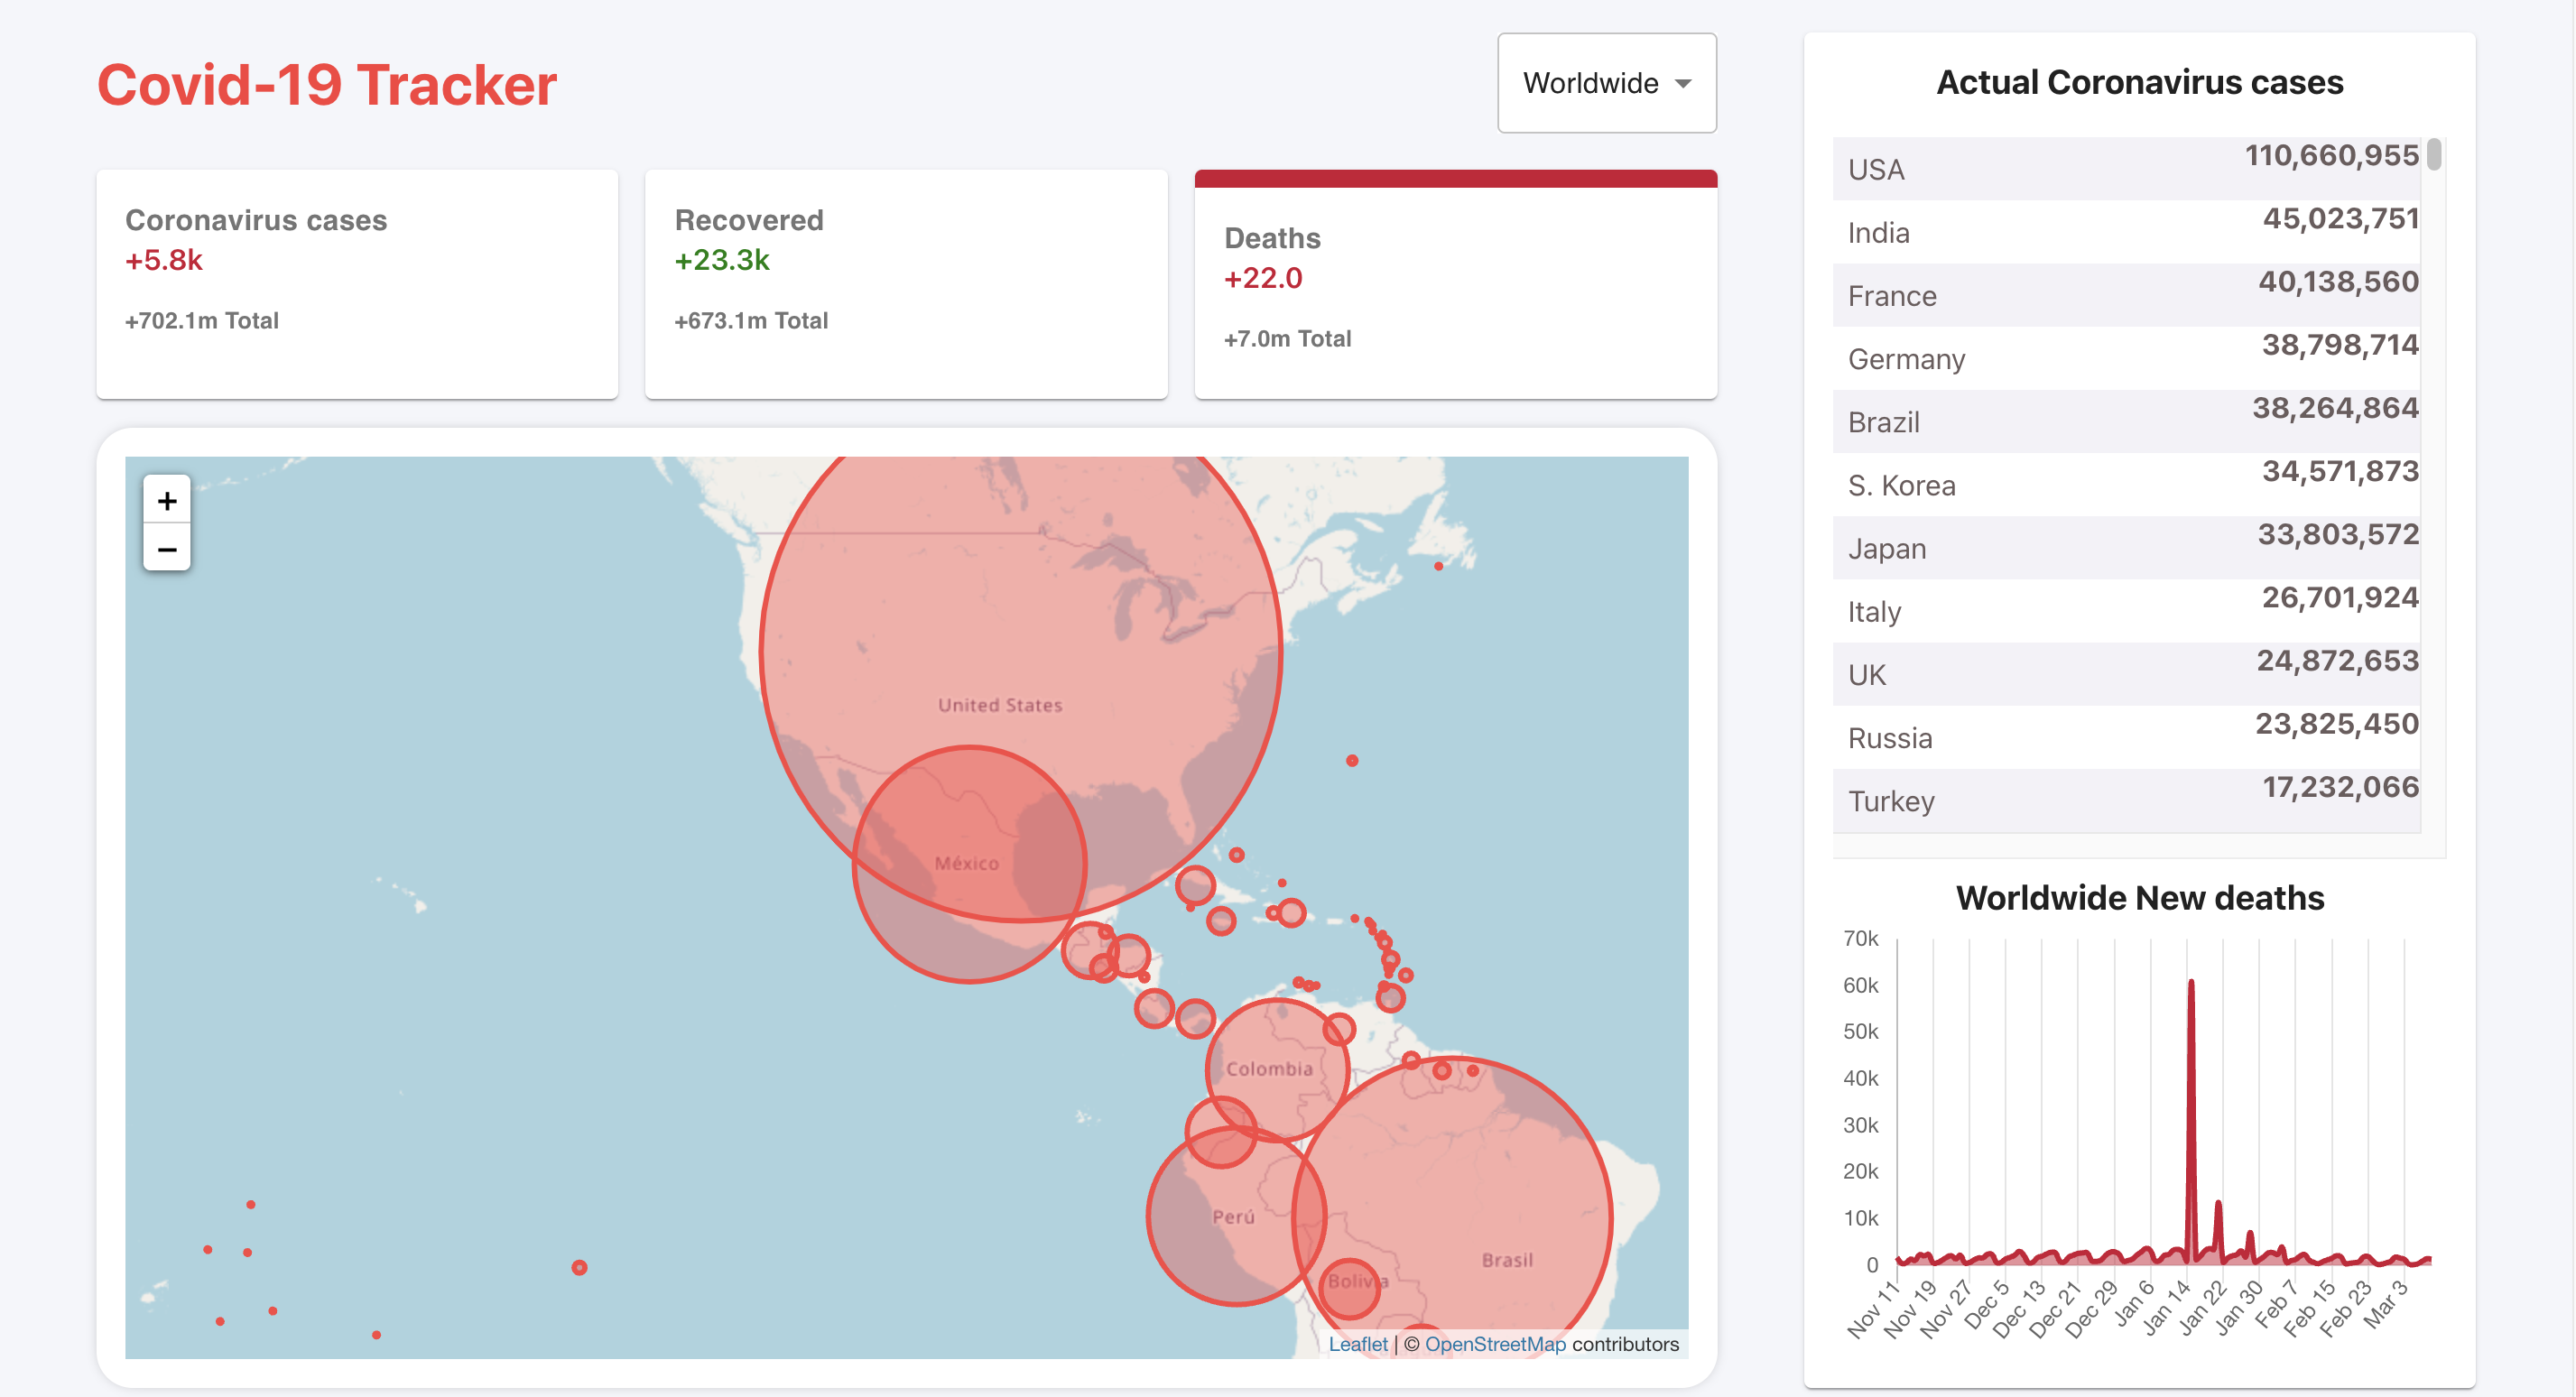 Covid-19 Tracker
Worldwide
Coronavirus cases
+5.8k
+702.1m Total
Recovered
+23.3k
+673.1m Total
Deaths
+22.0
+7.0m Total
+
−
United States
México
Colombia
Perú
Brasil
Bolivia
Leaflet | © OpenStreetMap contributors
Actual Coronavirus cases
USA 110,660,955
India 45,023,751
France 40,138,560
Germany 38,798,714
Brazil 38,264,864
S. Korea 34,571,873
Japan 33,803,572
Italy 26,701,924
UK 24,872,653
Russia 23,825,450
Turkey 17,232,066
Worldwide New deaths
70k
60k
50k
40k
30k
20k
10k
0
Nov 11 Nov 19 Nov 27 Dec 5 Dec 13 Dec 21 Dec 29 Jan 6 Jan 14 Jan 22 Jan 30 Feb 7 Feb 15 Feb 23 Mar 3